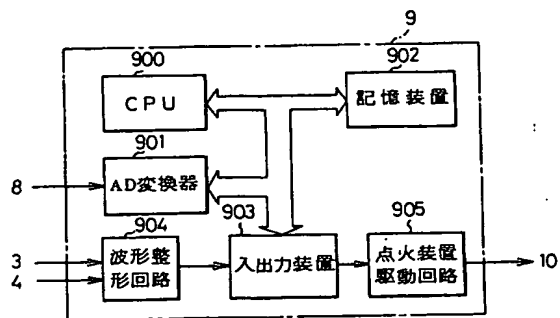 9
900
CPU
902
記憶装置
901
AD変換器
8
904
波形整
形回路
3
4
903
入出力装置
905
点火装置
駆動回路
10